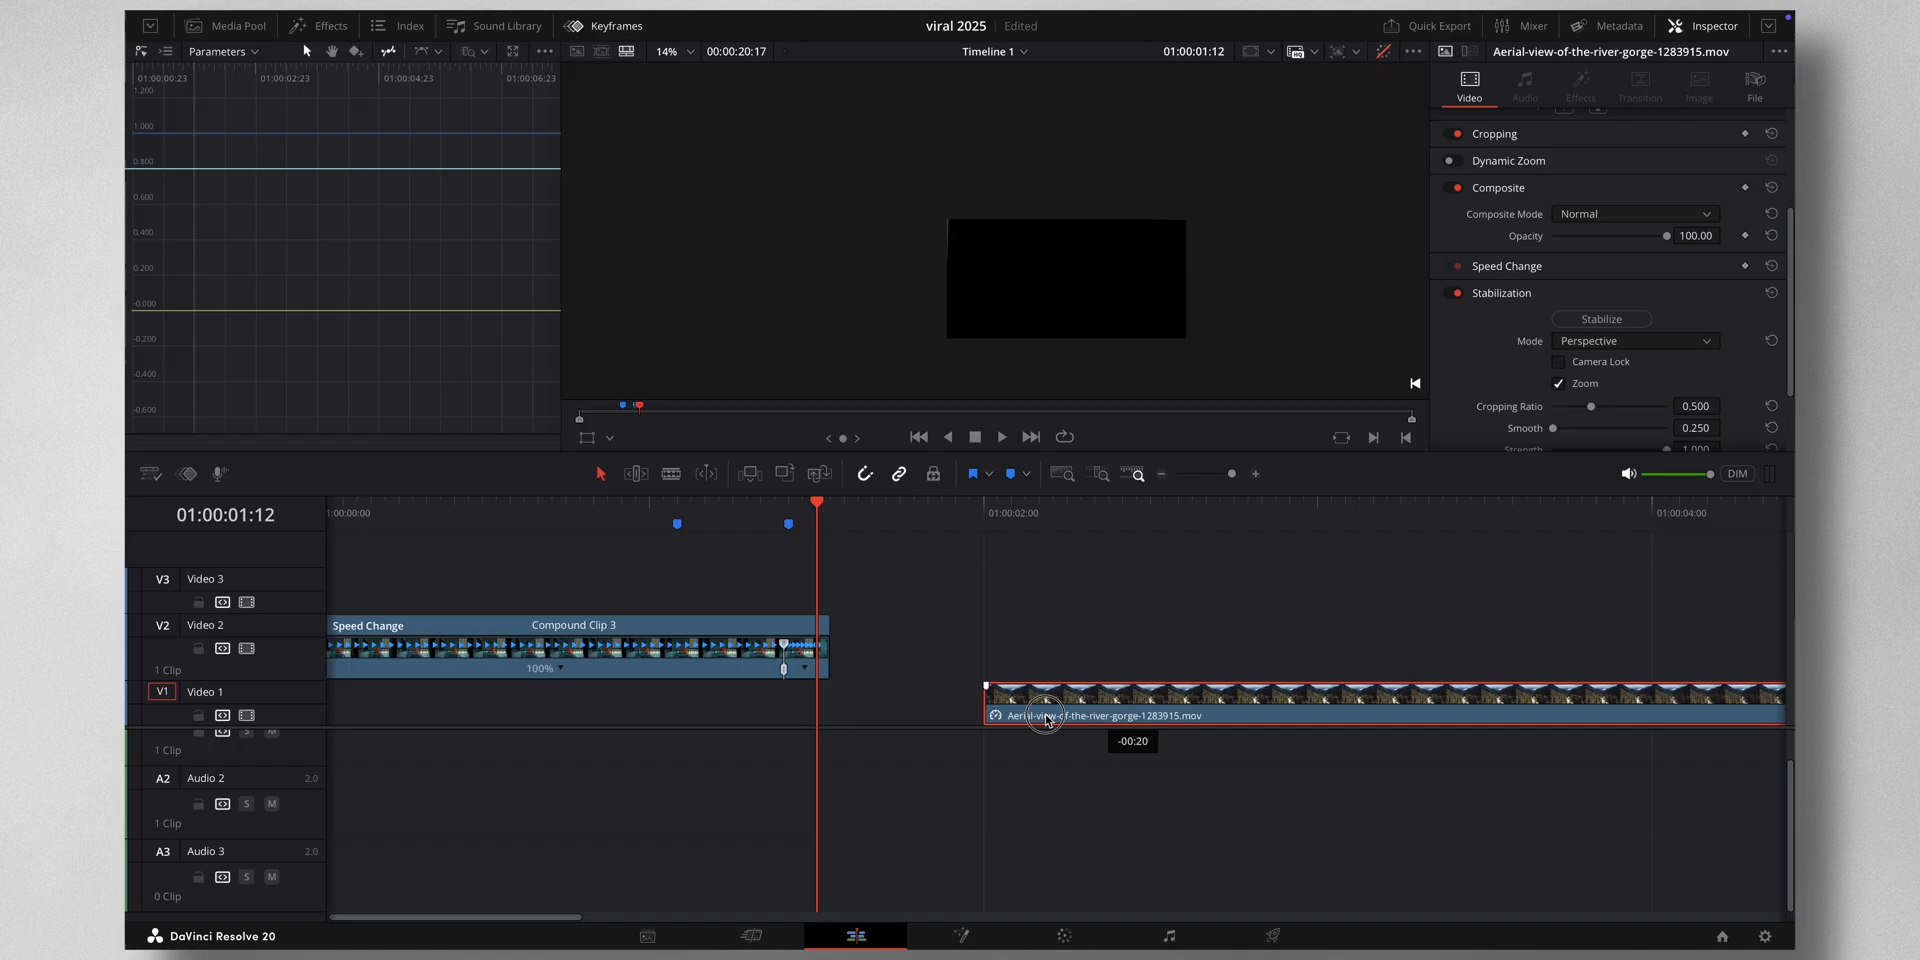 Media Pool Effects Index Sound Library Keyframes viral 2025 Edited Quick Export Mixer Metadata Inspector
Parameters 14% 00:00:20:17 Timeline 1 01:00:01:12 Aerial-view-of-the-river-gorge-1283915.mov
01:00:00:23 01:00:02:23 01:00:04:23 01:00:06:23
Video Audio Effects Transition Image File
1.200
1.000
0.800
0.600
0.400
0.200
-0.000
-0.200
-0.400
-0.600
Cropping
Dynamic Zoom
Composite
Composite Mode Normal
Opacity 100.00
Speed Change
Stabilization
Stabilize
Mode Perspective
Camera Lock
Zoom
Cropping Ratio 0.500
Smooth 0.250
Strength 1.000
DIM
01:00:01:12
1:00:00:00 01:00:02:00 01:00:04:00
V3 Video 3
V2 Video 2
1 Clip
Speed Change Compound Clip 3
100%
V1 Video 1
Aerial-view-of-the-river-gorge-1283915.mov
-00:20
S M
1 Clip
A2 Audio 2 2.0
S M
1 Clip
A3 Audio 3 2.0
S M
0 Clip
DaVinci Resolve 20